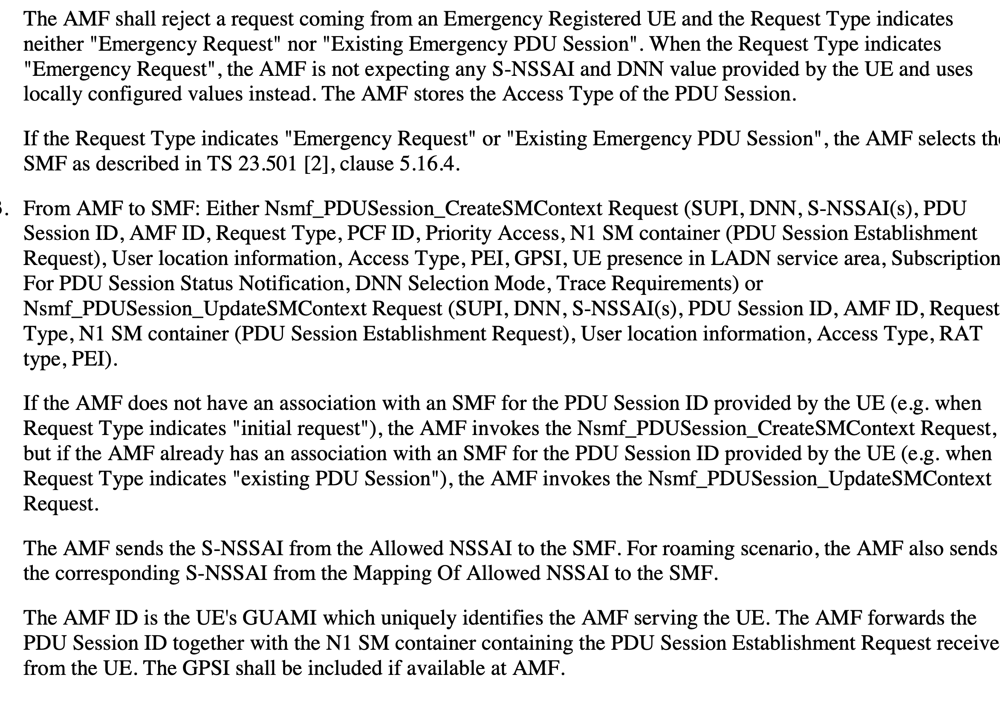 The AMF shall reject a request coming from an Emergency Registered UE and the Request Type indicates
neither "Emergency Request" nor "Existing Emergency PDU Session". When the Request Type indicates
"Emergency Request", the AMF is not expecting any S-NSSAI and DNN value provided by the UE and uses
locally configured values instead. The AMF stores the Access Type of the PDU Session.
If the Request Type indicates "Emergency Request" or "Existing Emergency PDU Session", the AMF selects the
SMF as described in TS 23.501 [2], clause 5.16.4.
3. From AMF to SMF: Either Nsmf_PDUSession_CreateSMContext Request (SUPI, DNN, S-NSSAI(s), PDU
Session ID, AMF ID, Request Type, PCF ID, Priority Access, N1 SM container (PDU Session Establishment
Request), User location information, Access Type, PEI, GPSI, UE presence in LADN service area, Subscription
For PDU Session Status Notification, DNN Selection Mode, Trace Requirements) or
Nsmf_PDUSession_UpdateSMContext Request (SUPI, DNN, S-NSSAI(s), PDU Session ID, AMF ID, Request
Type, N1 SM container (PDU Session Establishment Request), User location information, Access Type, RAT
type, PEI).
If the AMF does not have an association with an SMF for the PDU Session ID provided by the UE (e.g. when
Request Type indicates "initial request"), the AMF invokes the Nsmf_PDUSession_CreateSMContext Request,
but if the AMF already has an association with an SMF for the PDU Session ID provided by the UE (e.g. when
Request Type indicates "existing PDU Session"), the AMF invokes the Nsmf_PDUSession_UpdateSMContext
Request.
The AMF sends the S-NSSAI from the Allowed NSSAI to the SMF. For roaming scenario, the AMF also sends
the corresponding S-NSSAI from the Mapping Of Allowed NSSAI to the SMF.
The AMF ID is the UE's GUAMI which uniquely identifies the AMF serving the UE. The AMF forwards the
PDU Session ID together with the N1 SM container containing the PDU Session Establishment Request receive
from the UE. The GPSI shall be included if available at AMF.